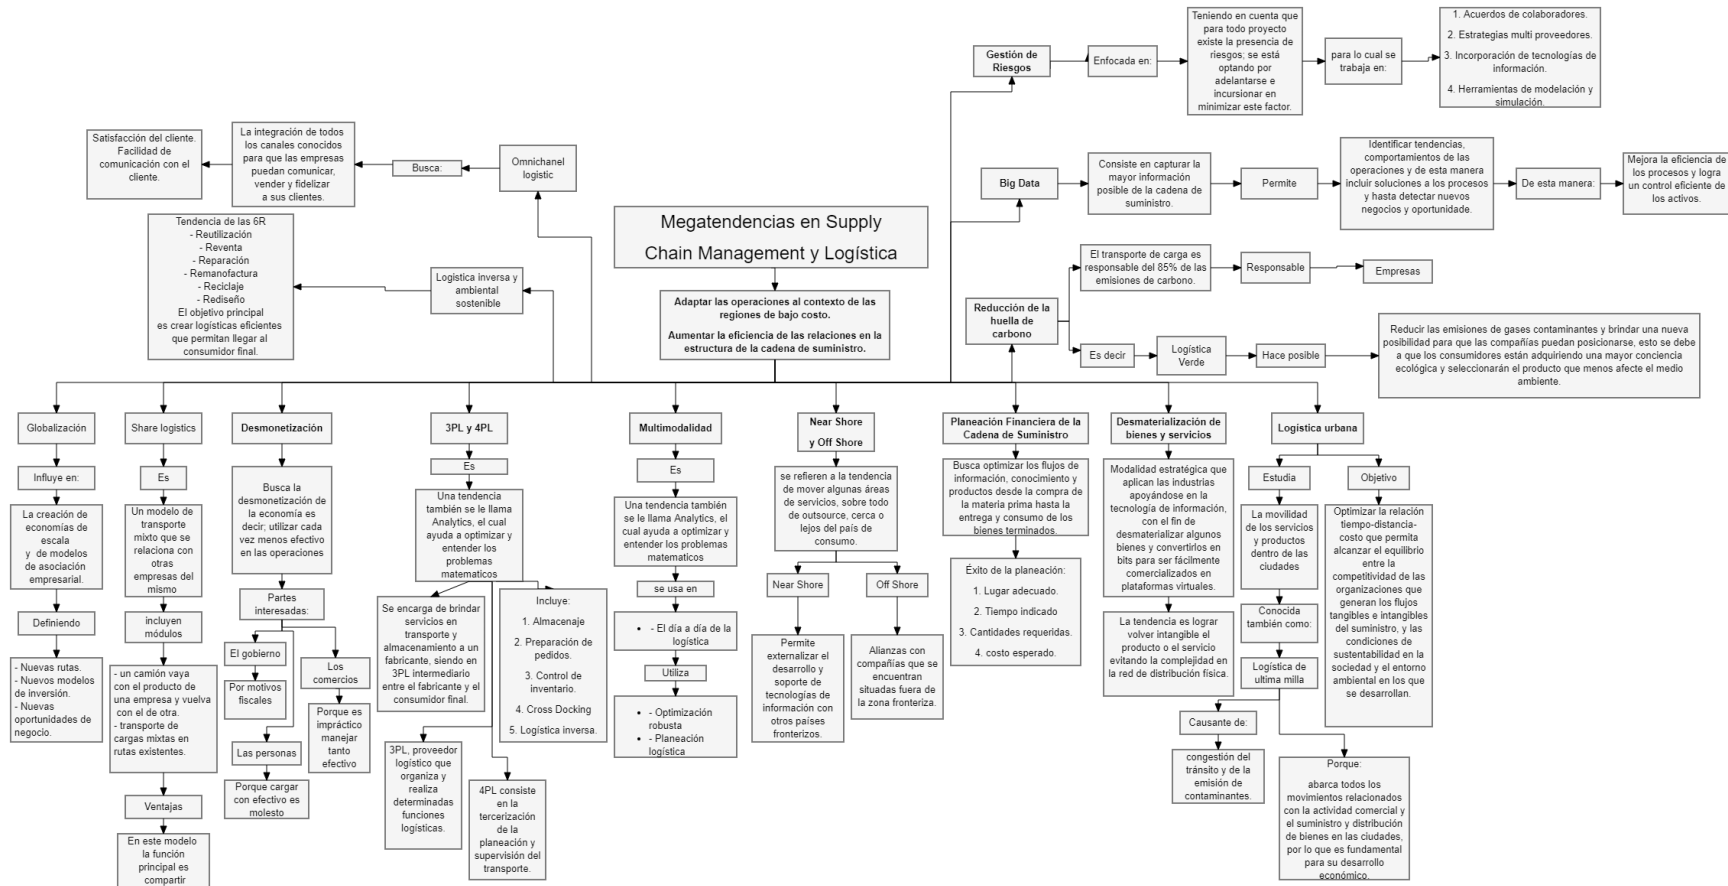 Megatendencias en Supply
Chain Management y Logística
Adaptar las operaciones al contexto de las
regiones de bajo costo.
Aumentar la eficiencia de las relaciones en la
estructura de la cadena de suministro.
Gestión de
Riesgos
Enfocada en:
Teniendo en cuenta que
para todo proyecto
existe la presencia de
riesgos; se está
optando por
adelantarse e
incursionar en
minimizar este factor.
para lo cual se
trabaja en:
1. Acuerdos de colaboradores.
2. Estrategias multi proveedores.
3. Incorporación de tecnologías de
información.
4. Herramientas de modelación y
simulación.
Omnichanel
logistic
Busca:
La integración de todos
los canales conocidos
para que las empresas
puedan comunicar,
vender y fidelizar
a sus clientes.
Satisfacción del cliente.
Facilidad de
comunicación con el
cliente.
Big Data
Consiste en capturar la
mayor información
posible de la cadena de
suministro.
Permite
Identificar tendencias,
comportamientos de las
operaciones y de esta manera
incluir soluciones a los procesos
y hasta detectar nuevos
negocios y oportunidade.
De esta manera:
Mejora la eficiencia de
los procesos y logra
un control eficiente de
los activos.
Logistica inversa y
ambiental
sostenible
Tendencia de las 6R
- Reutilización
- Reventa
- Reparación
- Remanofactura
- Reciclaje
- Rediseño
El objetivo principal
es crear logísticas eficientes
que permitan llegar al
consumidor final.
Reducción de la
huella de
carbono
El transporte de carga es
responsable del 85% de las
emisiones de carbono.
Responsable
Empresas
Es decir
Logística
Verde
Hace posible
Reducir las emisiones de gases contaminantes y brindar una nueva
posibilidad para que las compañías puedan posicionarse, esto se debe
a que los consumidores están adquiriendo una mayor conciencia
ecológica y seleccionarán el producto que menos afecte el medio
ambiente.
Globalización
Influye en:
La creación de
economías de
escala
y de modelos
de asociación
empresarial.
Definiendo
- Nuevas rutas.
- Nuevos modelos
de inversión.
- Nuevas
oportunidades de
negocio.
Share logistics
Es
Un modelo de
transporte
mixto que se
relaciona con
otras
empresas del
mismo
incluyen
módulos
- un camión vaya
con el producto de
una empresa y vuelva
con el de otra.
- transporte de
cargas mixtas en
rutas existentes.
Ventajas
En este modelo
la función
principal es
compartir
Desmonetización
Busca la
desmonetización de
la economía es
decir; utilizar cada
vez menos efectivo
en las operaciones
Partes
interesadas:
El gobierno
Por motivos
fiscales
Las personas
Porque cargar
con efectivo es
molesto
Los
comercios
Porque es
impráctico
manejar
tanto
efectivo
3PL y 4PL
Es
Una tendencia
también se le llama
Analytics, el cual
ayuda a optimizar y
entender los
problemas
matematicos
Se encarga de brindar
servicios en
transporte y
almacenamiento a un
fabricante, siendo en
3PL intermediario
entre el fabricante y el
consumidor final.
3PL, proveedor
logístico que
organiza y
realiza
determinadas
funciones
logísticas.
4PL consiste en
la
tercerización
de la
planeación y
supervisión del
transporte.
Incluye:
1. Almacenaje
2. Preparación de
pedidos.
3. Control de
inventario.
4. Cross Docking
5. Logística inversa.
Multimodalidad
Es
Una tendencia también
se le llama Analytics, el
cual ayuda a optimizar y
entender los problemas
matematicos
se usa en
• - El día a día de la
logística
Utiliza
• - Optimización
robusta
• - Planeación
logística
Near Shore
y Off Shore
se refieren a la tendencia
de mover algunas áreas
de servicios, sobre todo
de outsource, cerca o
lejos del país de
consumo.
Near Shore
Permite
externalizar el
desarrollo y
soporte de
tecnologías de
información con
otros países
fronterizos.
Off Shore
Alianzas con
compañías que se
encuentran
situadas fuera de
la zona fronteriza.
Planeación Financiera de la
Cadena de Suministro
Busca optimizar los flujos de
información, conocimiento y
productos desde la compra de
la materia prima hasta la
entrega y consumo de los
bienes terminados.
Éxito de la planeación:
1. Lugar adecuado.
2. Tiempo indicado
3. Cantidades requeridas.
4. costo esperado.
Desmaterialización de
bienes y servicios
Modalidad estratégica que
aplican las industrias
apoyándose en la
tecnología de información,
con el fin de
desmaterializar algunos
bienes y convertirlos en
bits para ser fácilmente
comercializados en
plataformas virtuales.
La tendencia es lograr
volver intangible el
producto o el servicio
evitando la complejidad en
la red de distribución física.
Logística urbana
Estudia
La movilidad
de los servicios
y productos
dentro de las
ciudades
Conocida
también como:
Logística de
ultima milla
Causante de:
congestión del
tránsito y de la
emisión de
contaminantes.
Porque:
abarca todos los
movimientos relacionados
con la actividad comercial y
el suministro y distribución
de bienes en las ciudades,
por lo que es fundamental
para su desarrollo
económico.
Objetivo
Optimizar la relación
tiempo-distancia-
costo que permita
alcanzar el equilibrio
entre la
competitividad de las
organizaciones que
generan los flujos
tangibles e intangibles
del suministro, y las
condiciones de
sustentabilidad en la
sociedad y el entorno
ambiental en los que
se desarrollan.